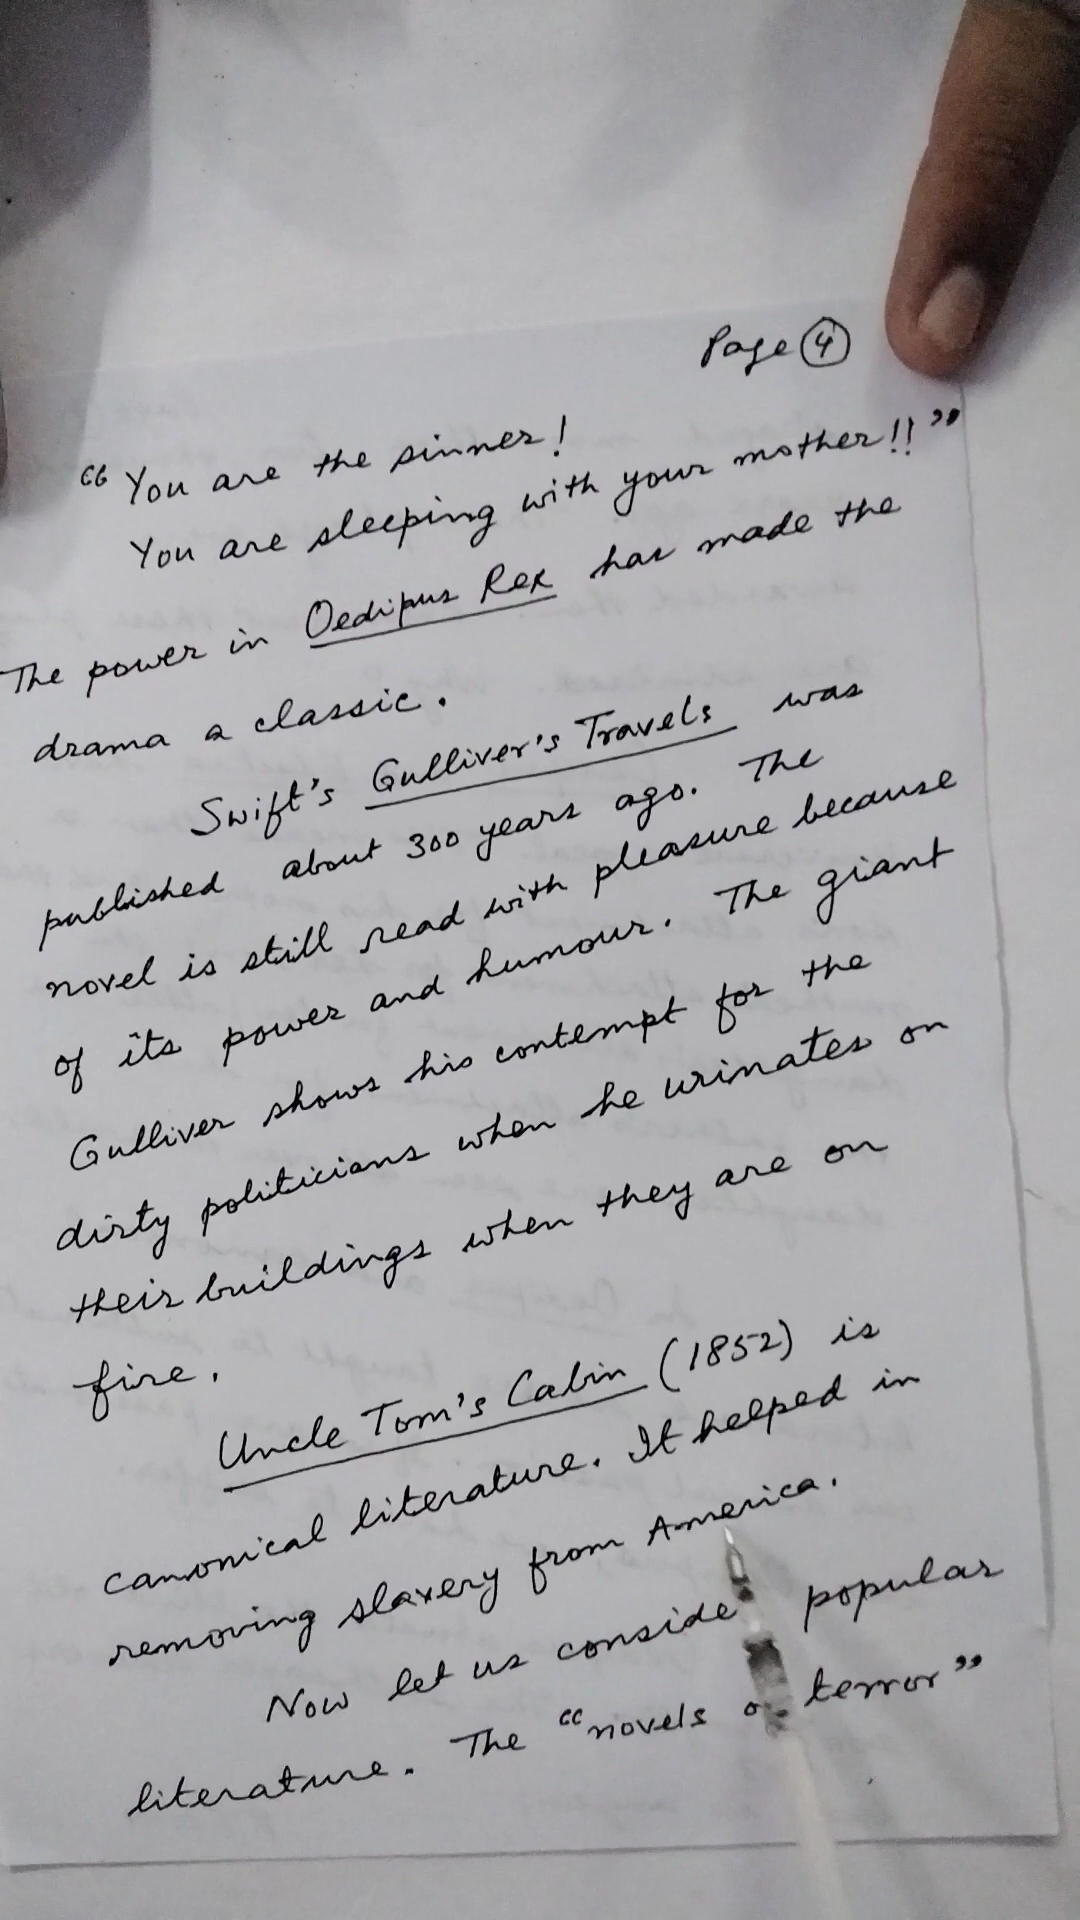 Page 4
“You are the sinner!
You are sleeping with your mother!!”
The power in Oedipus Rex has made the
drama a classic.
Swift's Gulliver's Travels was
published about 300 years ago. The
novel is still read with pleasure because
of its power and humour. The giant
Gulliver shows his contempt for the
dirty politicians when he urinates on
their buildings when they are on
fire.
Uncle Tom's Cabin (1852) is
canonical literature. It helped in
removing slavery from America.
Now let us conside popular
literature. The “novels o terror”